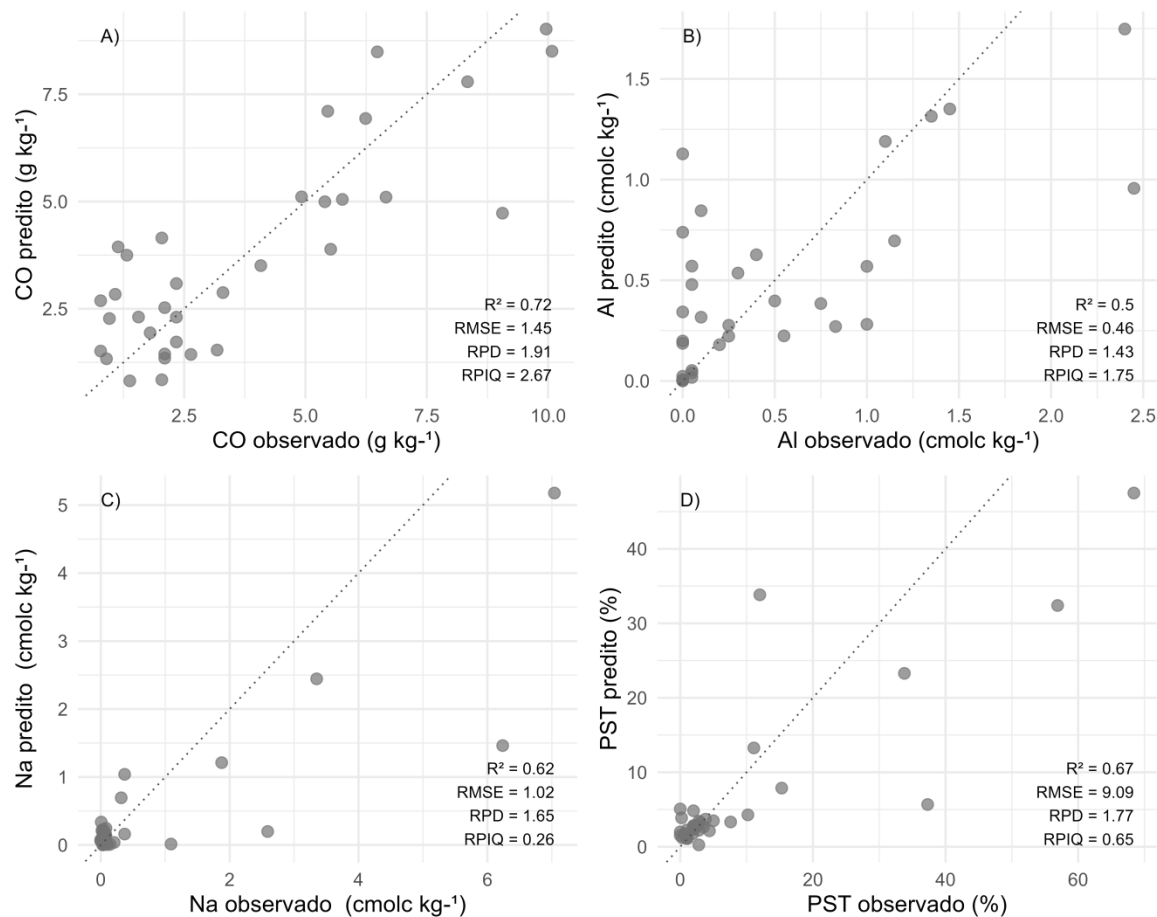 A)
CO predito (g kg-¹)
7.5
5.0
2.5
R² = 0.72
RMSE = 1.45
RPD = 1.91
RPIQ = 2.67
2.5 5.0 7.5 10.0
CO observado (g kg-¹)
B)
Al predito (cmolc kg-¹)
1.5
1.0
0.5
0.0
R² = 0.5
RMSE = 0.46
RPD = 1.43
RPIQ = 1.75
0.0 0.5 1.0 1.5 2.0 2.5
Al observado (cmolc kg-¹)
C)
Na predito (cmolc kg-¹)
5
4
3
2
1
0
R² = 0.62
RMSE = 1.02
RPD = 1.65
RPIQ = 0.26
0 2 4 6
Na observado (cmolc kg-¹)
D)
PST predito (%)
40
30
20
10
0
R² = 0.67
RMSE = 9.09
RPD = 1.77
RPIQ = 0.65
0 20 40 60
PST observado (%)